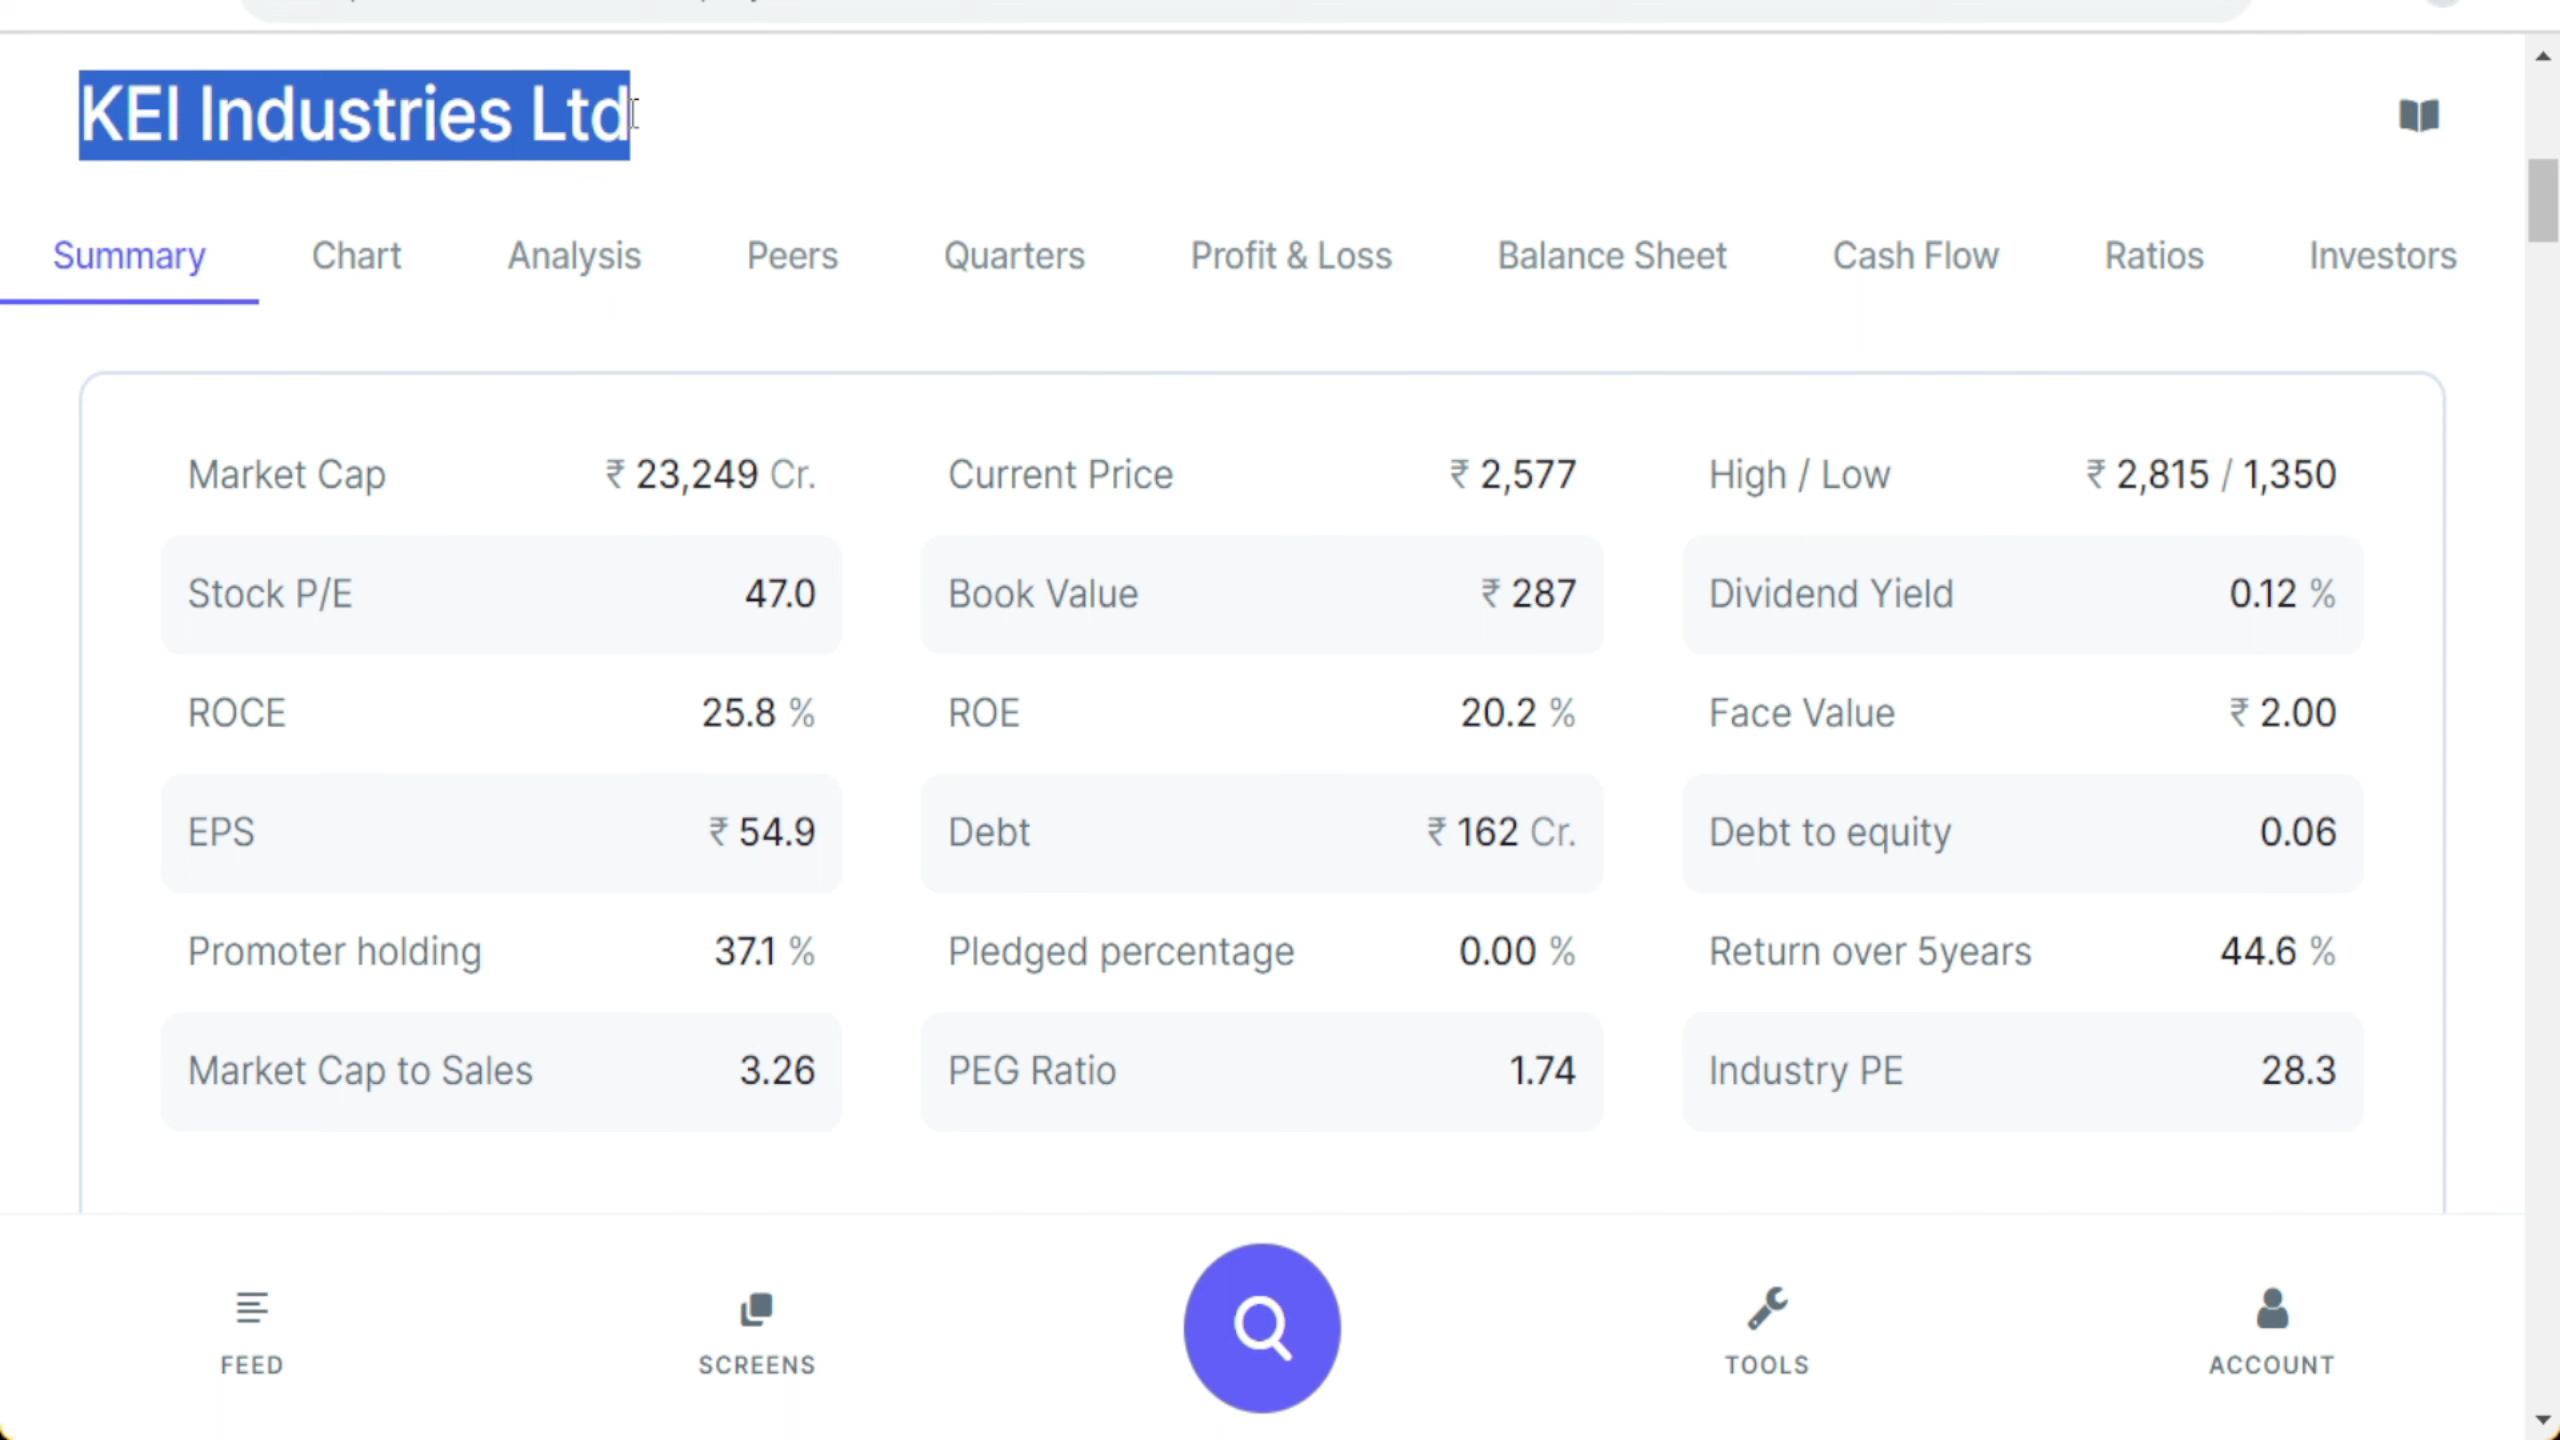 KEI Industries Ltd
Summary Chart Analysis Peers Quarters Profit & Loss Balance Sheet Cash Flow Ratios Investors
Market Cap ₹ 23,249 Cr. Current Price ₹ 2,577 High / Low ₹ 2,815 / 1,350
Stock P/E 47.0 Book Value ₹ 287 Dividend Yield 0.12 %
ROCE 25.8 % ROE 20.2 % Face Value ₹ 2.00
EPS ₹ 54.9 Debt ₹ 162 Cr. Debt to equity 0.06
Promoter holding 37.1 % Pledged percentage 0.00 % Return over 5years 44.6 %
Market Cap to Sales 3.26 PEG Ratio 1.74 Industry PE 28.3
FEED SCREENS TOOLS ACCOUNT